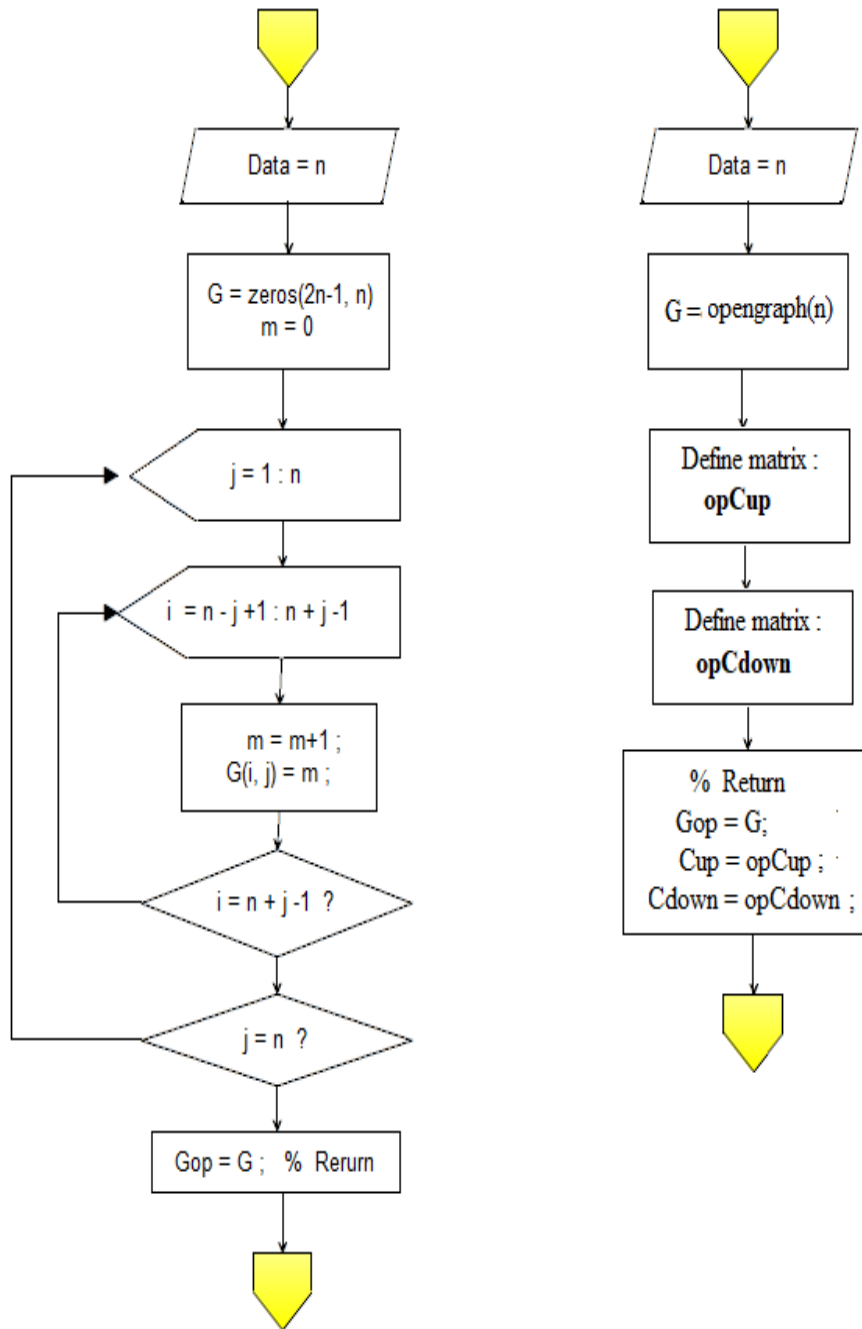 Data = n
G = zeros(2n-1, n)
m = 0
j = 1 : n
i = n - j +1 : n + j -1
m = m+1 ;
G(i, j) = m ;
i = n + j -1 ?
j = n ?
Gop = G ; % Rerurn
Data = n
G = opengraph(n)
Define matrix :
opCup
Define matrix :
opCdown
% Return
Gop = G;
Cup = opCup ;
Cdown = opCdown ;